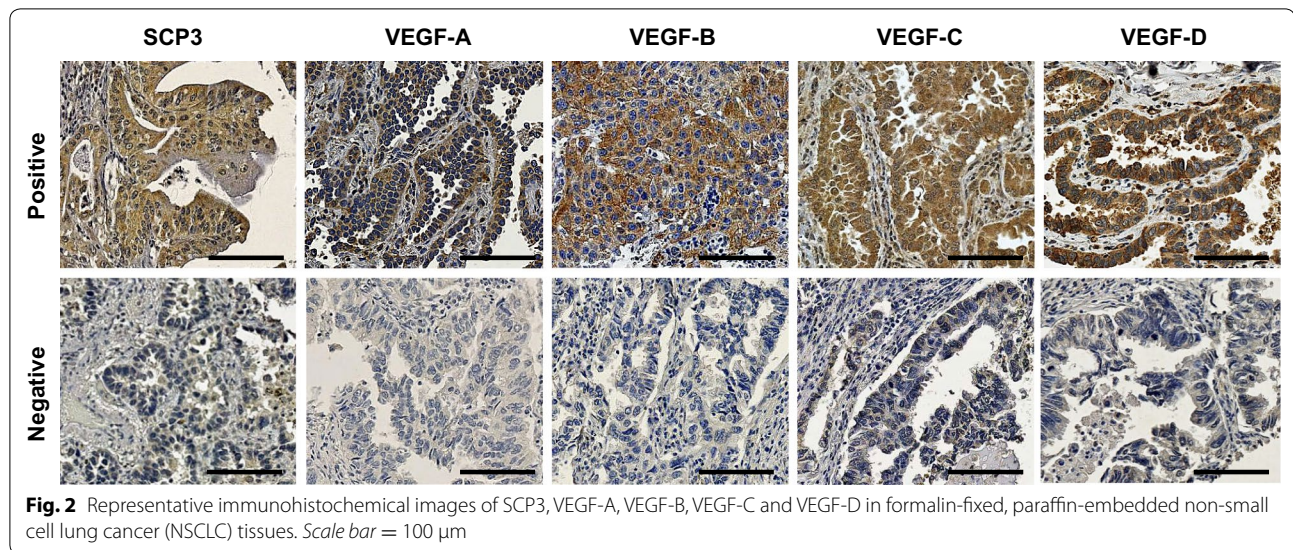 SCP3 VEGF-A VEGF-B VEGF-C VEGF-D
Positive
Negative
Fig. 2 Representative immunohistochemical images of SCP3, VEGF-A, VEGF-B, VEGF-C and VEGF-D in formalin-fixed, paraffin-embedded non-small
cell lung cancer (NSCLC) tissues. Scale bar = 100 μm